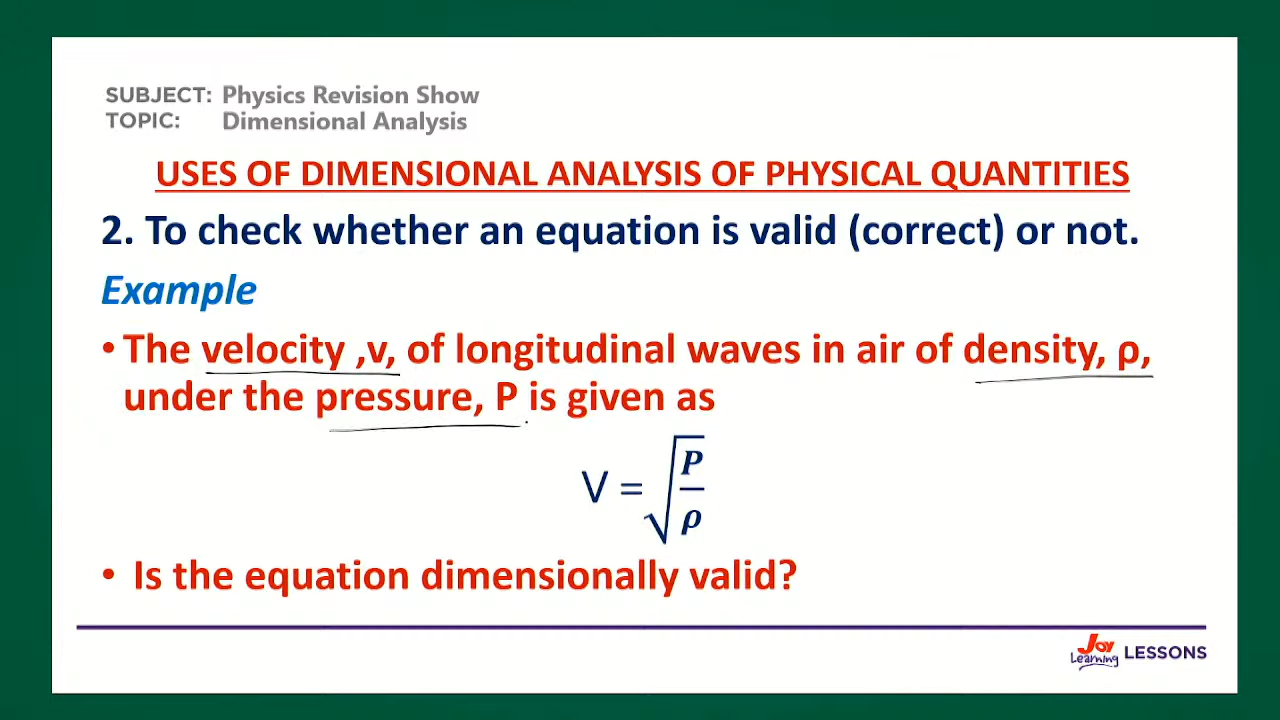 SUBJECT: Physics Revision Show
TOPIC: Dimensional Analysis
USES OF DIMENSIONAL ANALYSIS OF PHYSICAL QUANTITIES
2. To check whether an equation is valid (correct) or not.
Example
• The velocity ,v, of longitudinal waves in air of density, ρ,
under the pressure, P is given as
V = √(P/ρ)
• Is the equation dimensionally valid?
Joy Learning LESSONS